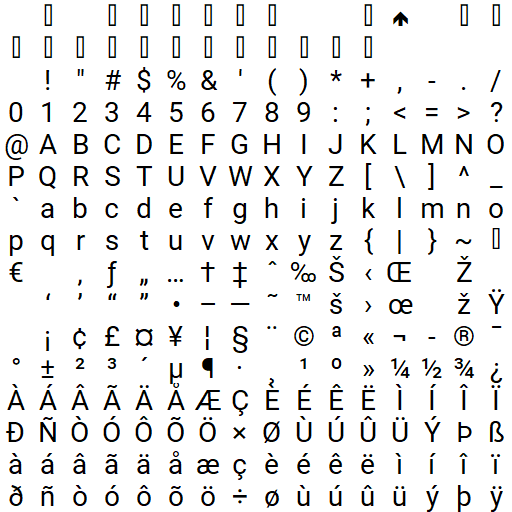 ▯ ▯ ▯ ▯ ▯ ▯ ▯ ▯ 🡹 ▯ ▯
▯ ▯ ▯ ▯ ▯ ▯ ▯ ▯ ▯ ▯ ▯ ▯
! " # $ % & ' ( ) * + , - . /
0 1 2 3 4 5 6 7 8 9 : ; < = > ?
@ A B C D E F G H I J K L M N O
P Q R S T U V W X Y Z [ \ ] ^ _
` a b c d e f g h i j k l m n o
p q r s t u v w x y z { | } ~ ▯
€ ‚ ƒ „ … † ‡ ˆ ‰ Š ‹ Œ Ž
‘ ’ “ ” • – — ˜ ™ š › œ ž Ÿ
¡ ¢ £ ¤ ¥ ¦ § ¨ © ª « ¬ - ® ¯
° ± ² ³ ´ µ ¶ · ¸ ¹ º » ¼ ½ ¾ ¿
À Á Â Ã Ä Å Æ Ç È É Ê Ë Ì Í Î Ï
Ð Ñ Ò Ó Ô Õ Ö × Ø Ù Ú Û Ü Ý Þ ß
à á â ã ä å æ ç è é ê ë ì í î ï
ð ñ ò ó ô õ ö ÷ ø ù ú û ü ý þ ÿ